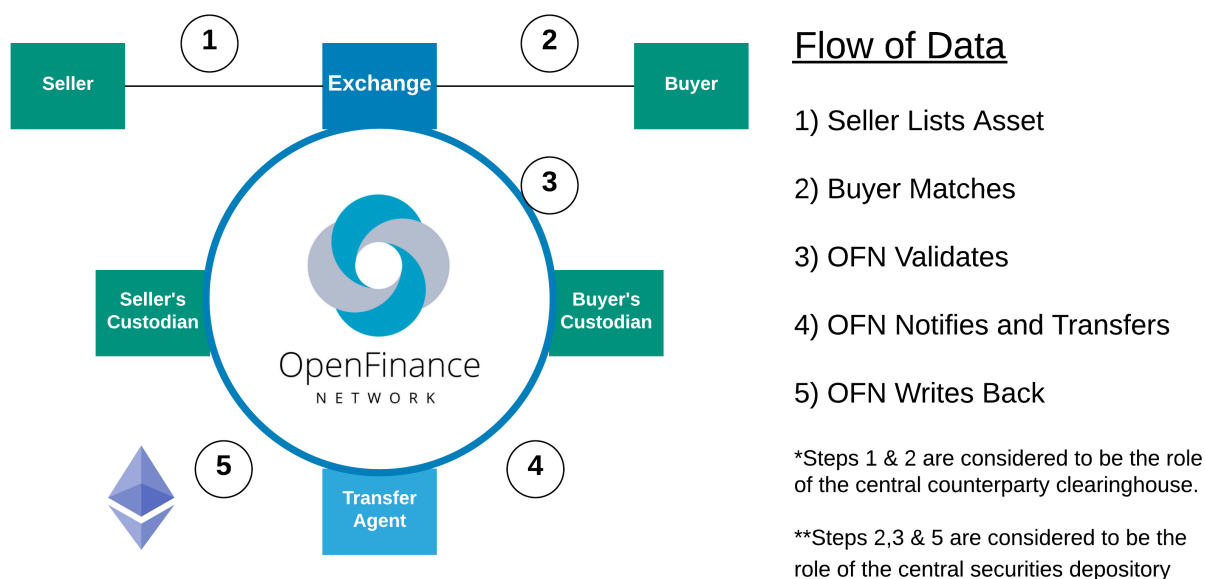 1
2
Seller
Exchange
Buyer
3
Seller's
Custodian
Buyer's
Custodian
OpenFinance
NETWORK
5
4
Transfer
Agent
Flow of Data
1) Seller Lists Asset
2) Buyer Matches
3) OFN Validates
4) OFN Notifies and Transfers
5) OFN Writes Back
*Steps 1 & 2 are considered to be the role
of the central counterparty clearinghouse.
**Steps 2,3 & 5 are considered to be the
role of the central securities depository